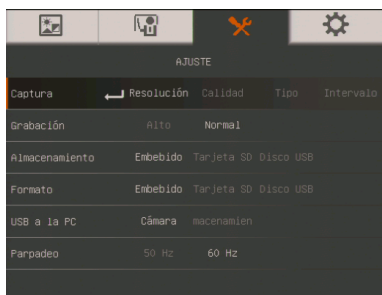 AJUSTE
Captura Resolución Calidad Tipo Intervalo
Grabación Alto Normal
Almacenamiento Embebido Tarjeta SD Disco USB
Formato Embebido Tarjeta SD Disco USB
USB a la PC Cámara macenamien
Parpadeo 50 Hz 60 Hz